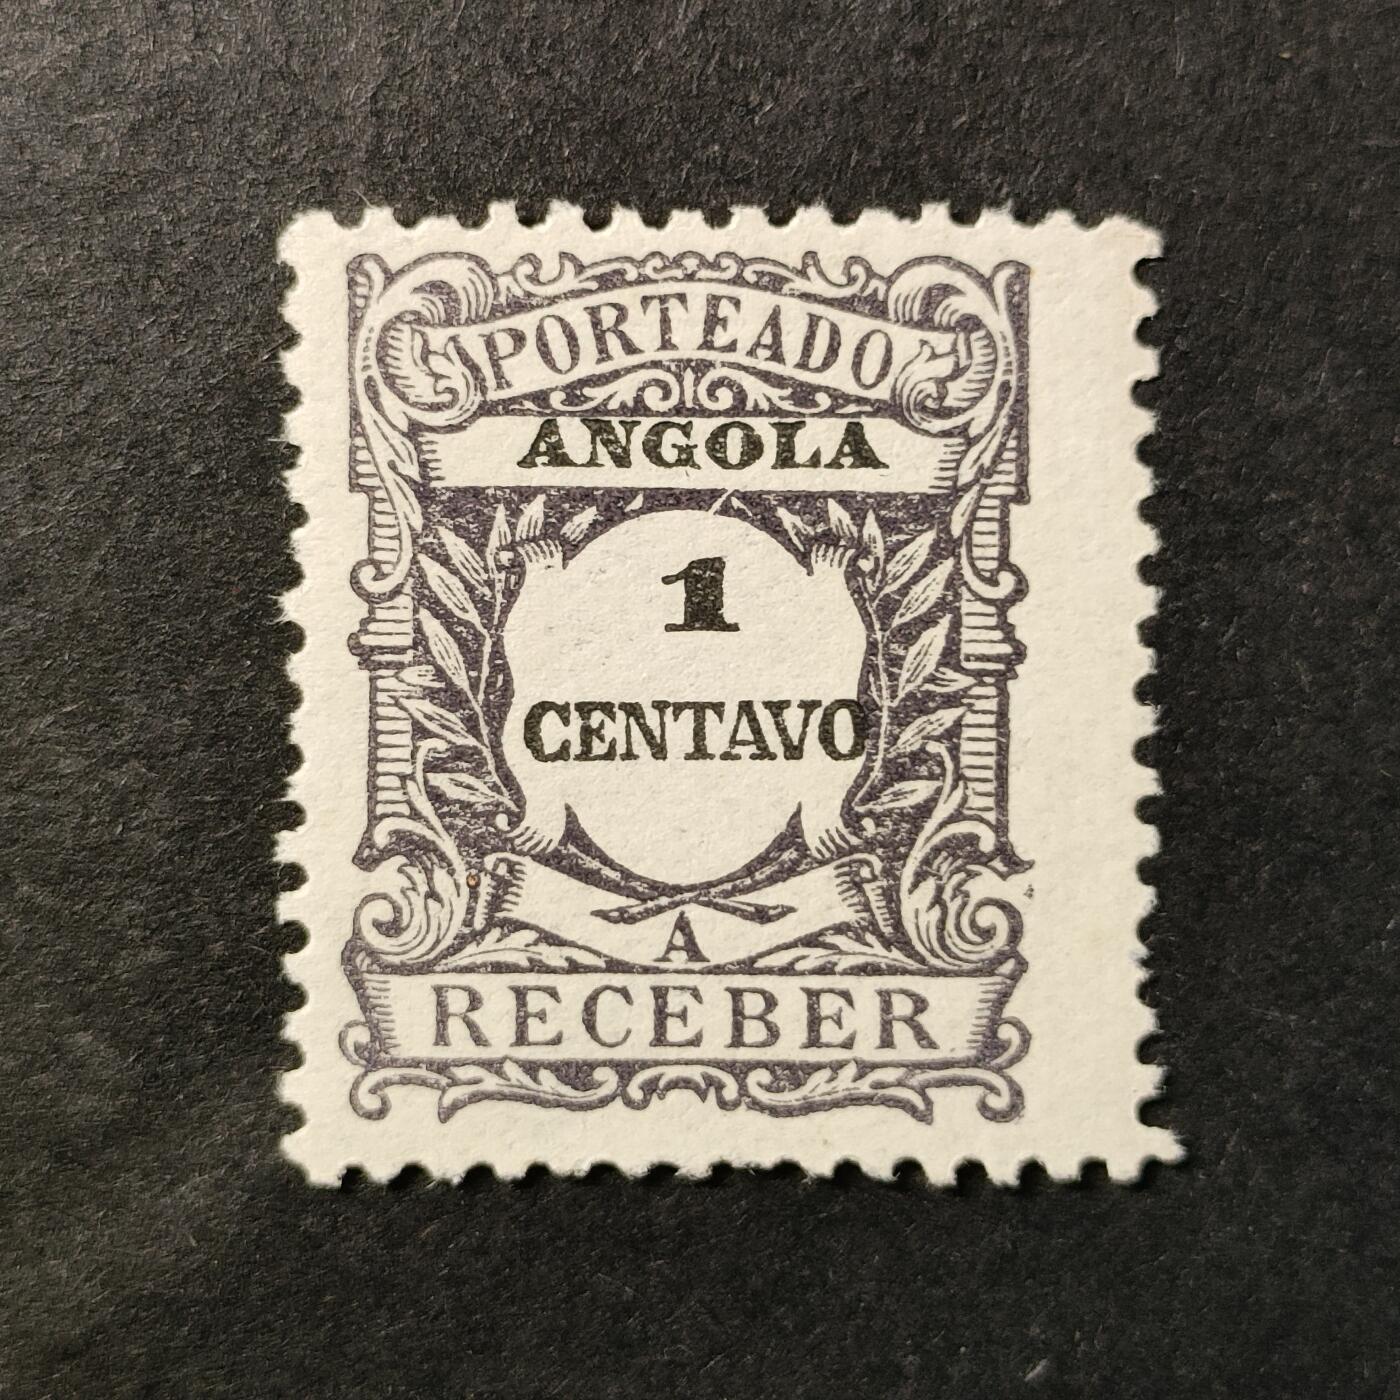 PORTEADO
ANGOLA
1
CENTAVO
A
RECEBER